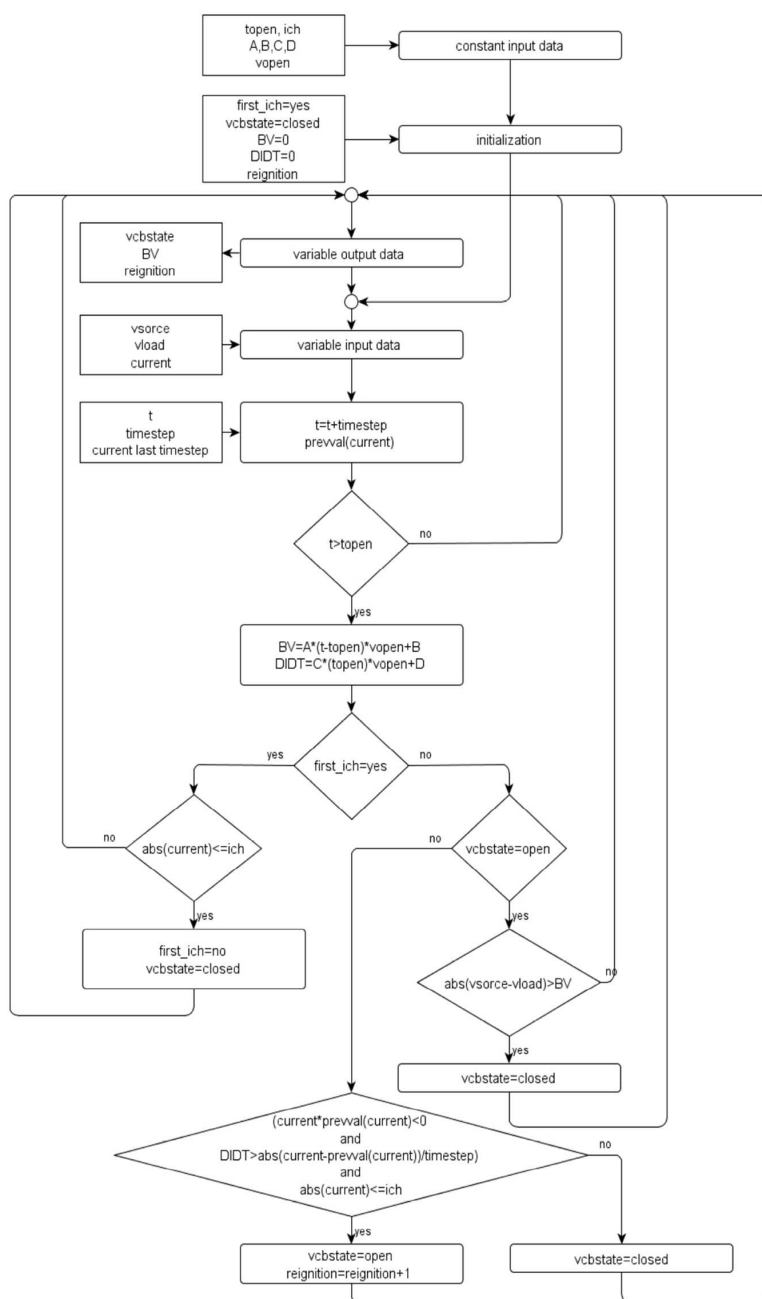 topen, ich
A,B,C,D
vopen
constant input data
first_ich=yes
vcbstate=closed
BV=0
DIDT=0
reignition
initialization
vcbstate
BV
reignition
variable output data
vsorce
vload
current
variable input data
t
timestep
current last timestep
t=t+timestep
prevval(current)
t>topen
no
yes
BV=A*(t-topen)*vopen+B
DIDT=C*(topen)*vopen+D
first_ich=yes
yes
no
abs(current)<=ich
no
yes
first_ich=no
vcbstate=closed
vcbstate=open
no
yes
abs(vsorce-vload)>BV
no
yes
vcbstate=closed
(current*prevval(current)<0
and
DIDT>abs(current-prevval(current))/timestep)
and
abs(current)<=ich
no
yes
vcbstate=open
reignition=reignition+1
vcbstate=closed